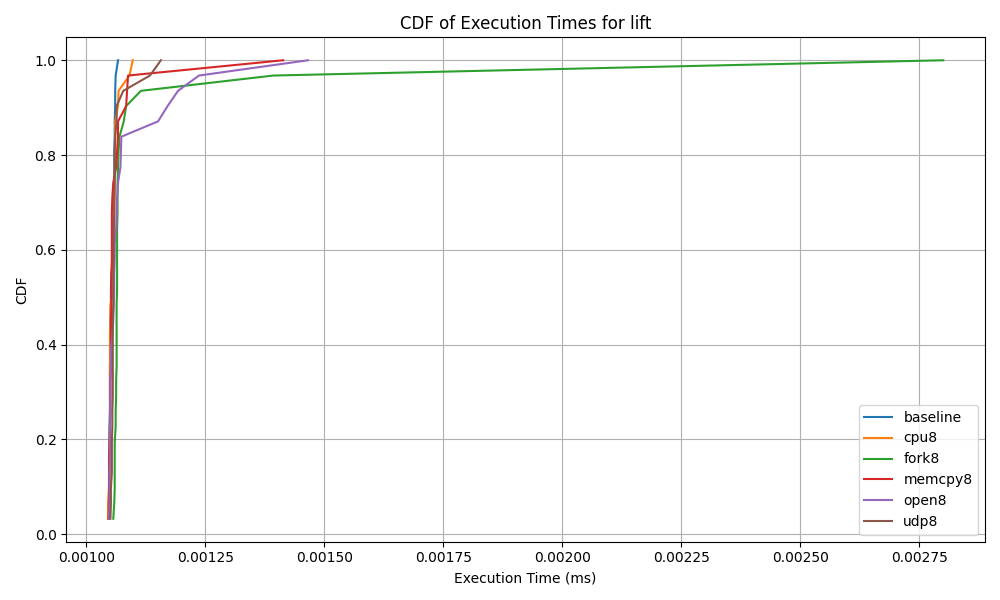 CDF of Execution Times for lift
1.0
0.8
0.6
0.4
0.2
0.0
CDF
0.00100 0.00125 0.00150 0.00175 0.00200 0.00225 0.00250 0.00275
Execution Time (ms)
baseline
cpu8
fork8
memcpy8
open8
udp8